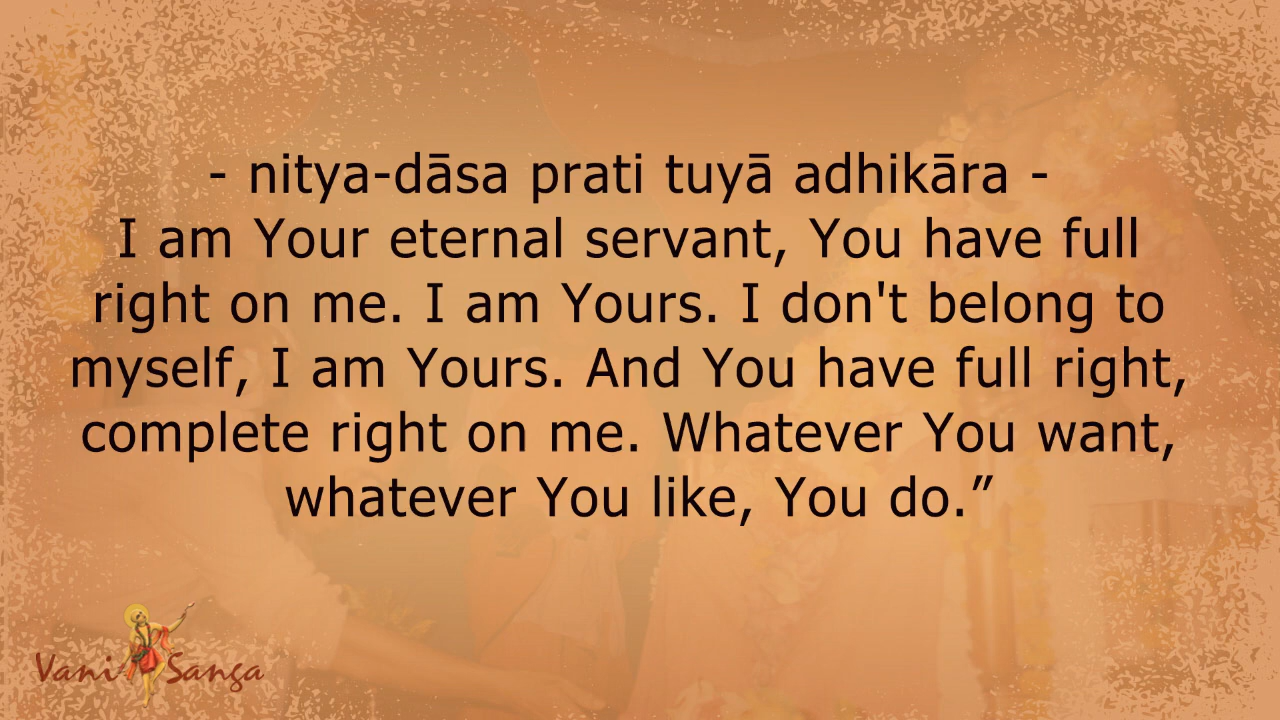 - nitya-dāsa prati tuyā adhikāra -
I am Your eternal servant, You have full
right on me. I am Yours. I don't belong to
myself, I am Yours. And You have full right,
complete right on me. Whatever You want,
whatever You like, You do.”
Vani Sanga